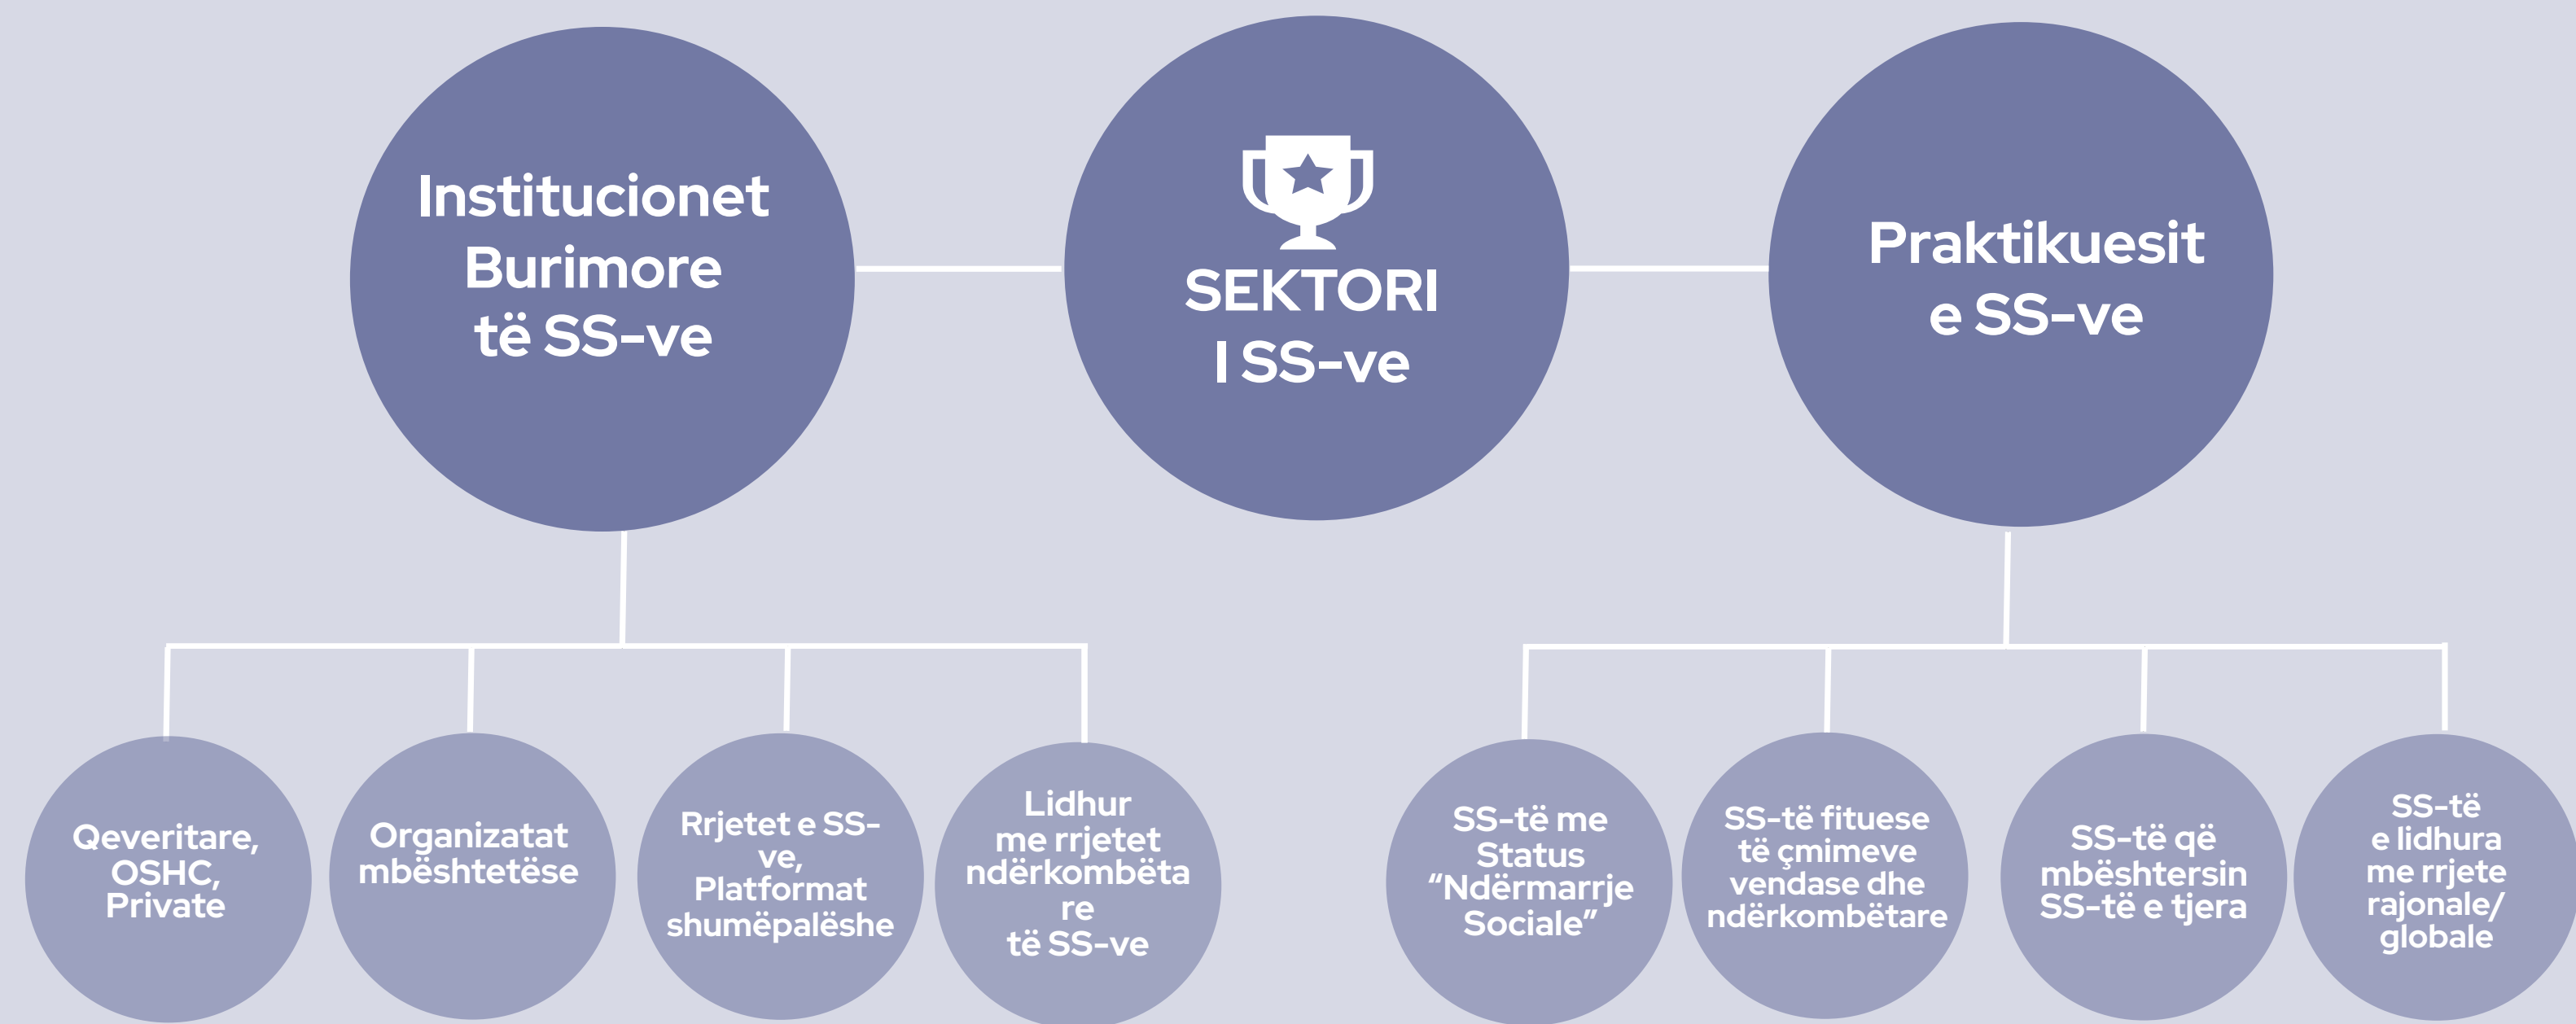 Institucionet
Burimore
të SS-ve
SEKTORI
I SS-ve
Praktikuesit
e SS-ve
Qeveritare,
OSHC,
Private
Organizatat
mbështetëse
Rrjetet e SS-
ve,
Platformat
shumëpalëshe
Lidhur
me rrjetet
ndërkombëta
re
të SS-ve
SS-të me
Status
“Ndërmarrje
Sociale”
SS-të fituese
të çmimeve
vendase dhe
ndërkombëtare
SS-të që
mbështersin
SS-të e tjera
SS-të
e lidhura
me rrjete
rajonale/
globale